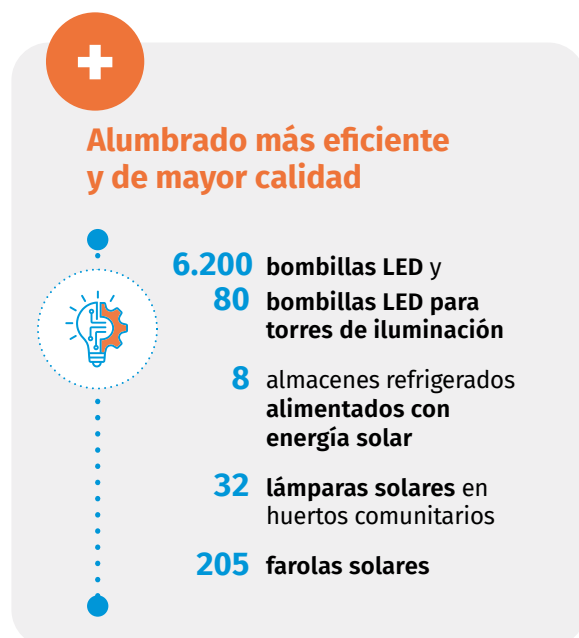 Alumbrado más eficiente
y de mayor calidad
6.200 bombillas LED y
80 bombillas LED para
torres de iluminación
8 almacenes refrigerados
alimentados con
energía solar
32 lámparas solares en
huertos comunitarios
205 farolas solares